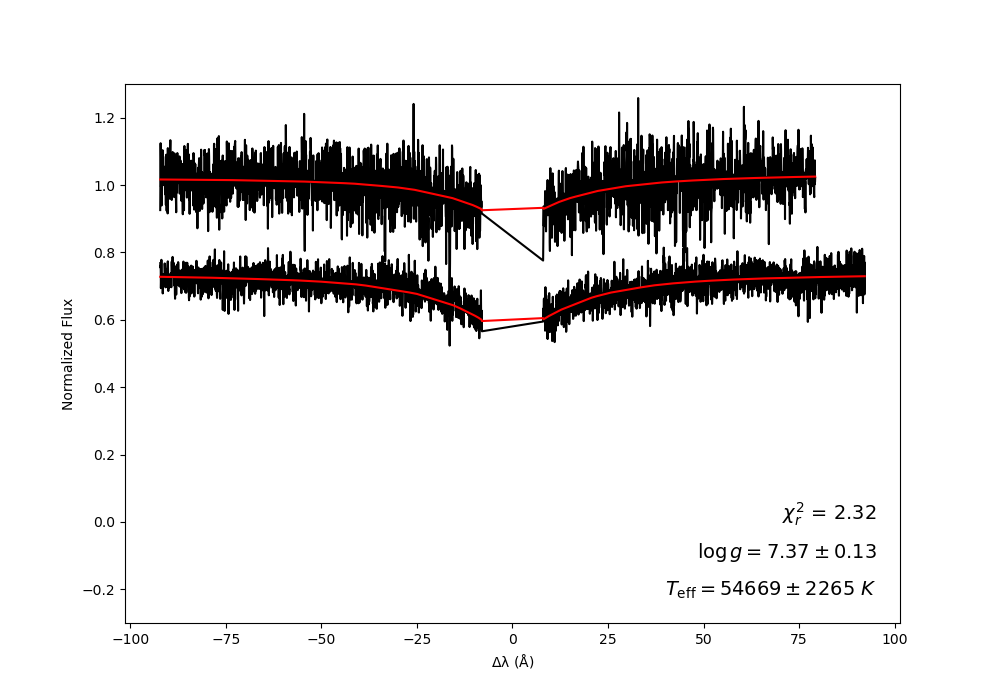 1.2
1.0
0.8
0.6
0.4
0.2
0.0
−0.2
Normalized Flux
χ²ᵣ = 2.32
log g = 7.37 ± 0.13
T_eff = 54669 ± 2265 K
−100 −75 −50 −25 0 25 50 75 100
Δλ (Å)